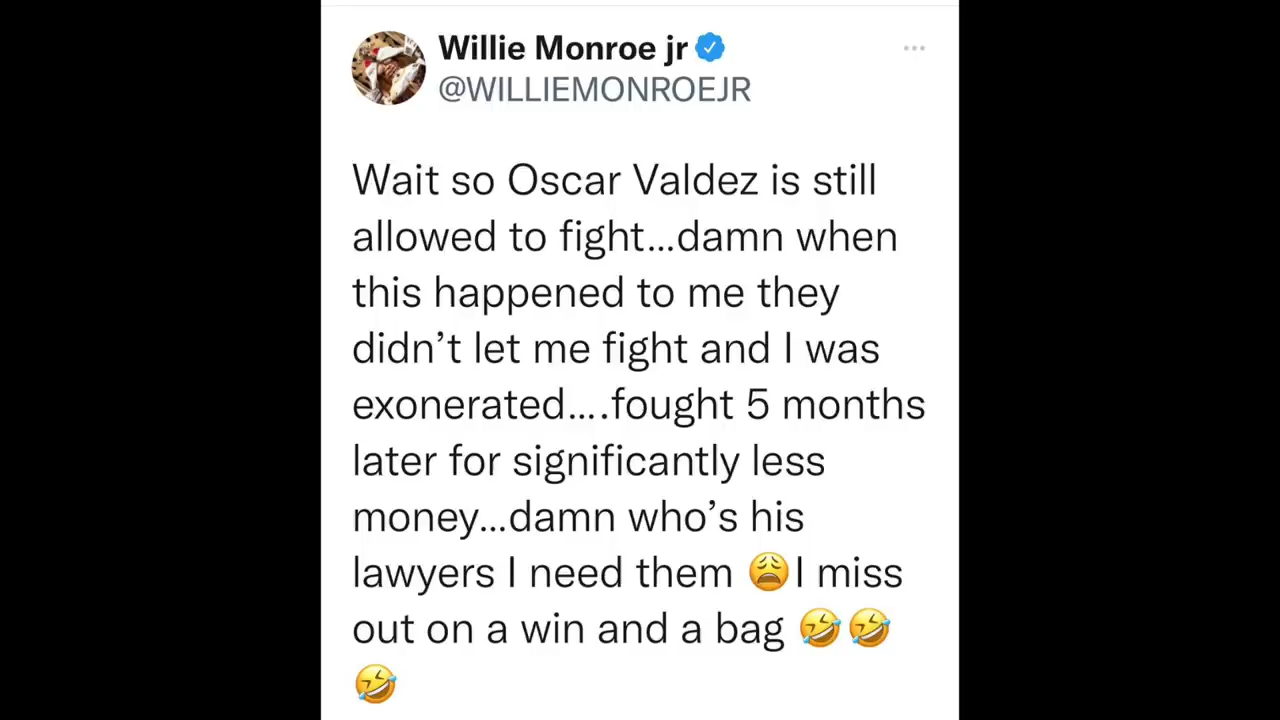 Willie Monroe jr
@WILLIEMONROEJR
Wait so Oscar Valdez is still
allowed to fight...damn when
this happened to me they
didn’t let me fight and I was
exonerated....fought 5 months
later for significantly less
money...damn who’s his
lawyers I need them 😩I miss
out on a win and a bag 🤣🤣
🤣